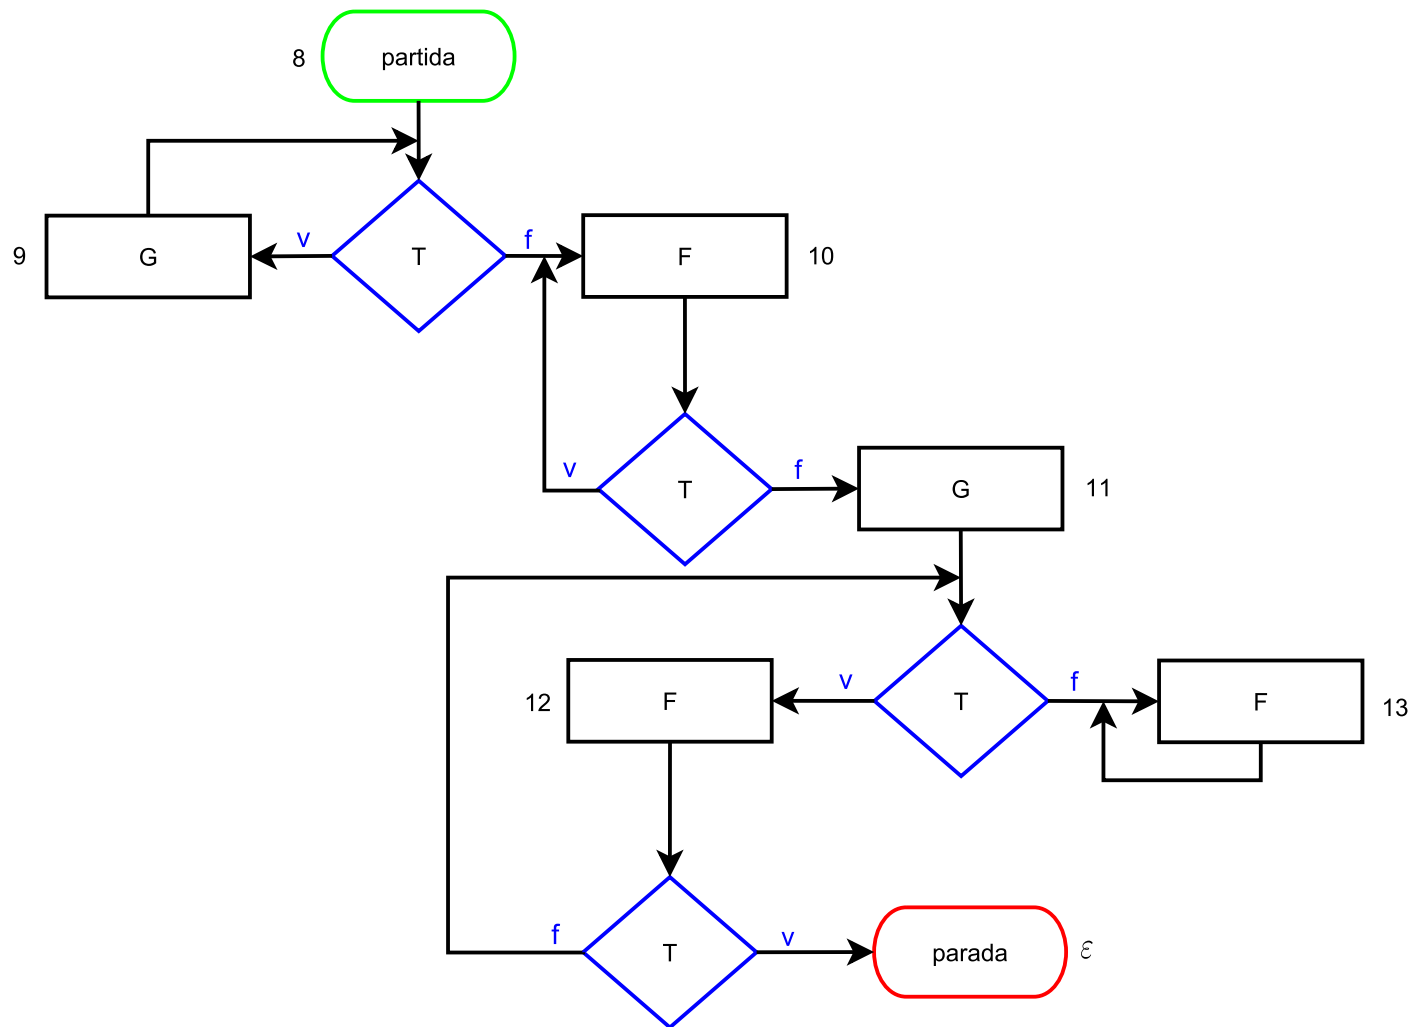 8 partida
9 G v T f F 10
v T f G 11
12 F v T f F 13
f T v parada ε